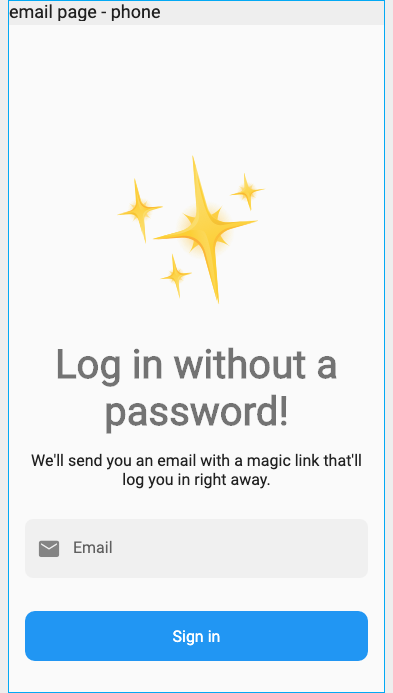 email page - phone
Log in without a
password!
We'll send you an email with a magic link that'll
log you in right away.
Email
Sign in